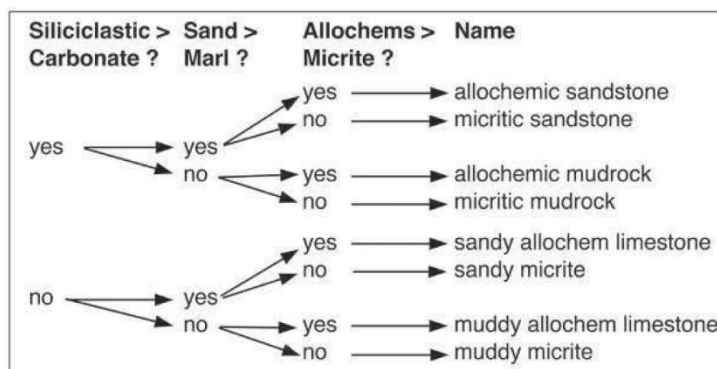 Siliciclastic > Sand > Allochems > Name
Carbonate ? Marl ? Micrite ?
yes allochemic sandstone
no micritic sandstone
yes yes
no yes allochemic mudrock
no micritic mudrock
yes sandy allochem limestone
no sandy micrite
no yes
no yes muddy allochem limestone
no muddy micrite